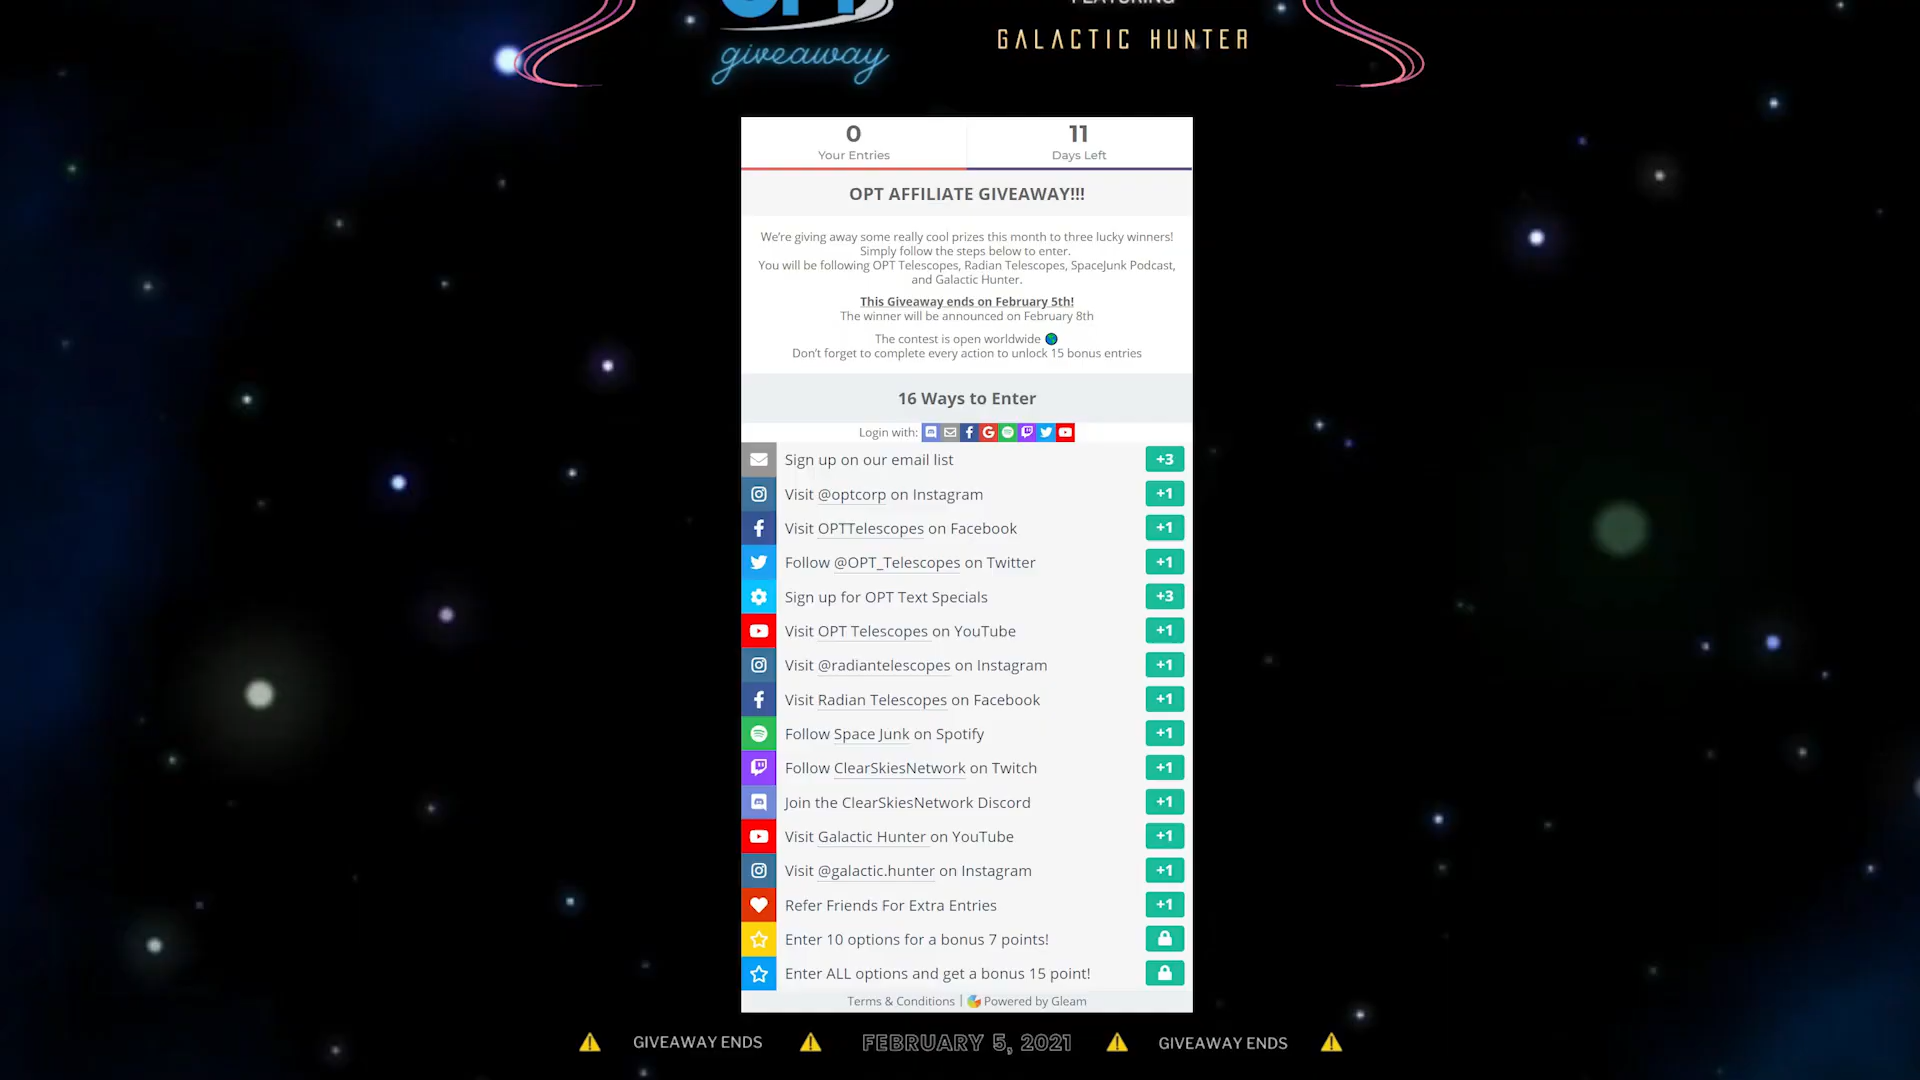 OPT
FEATURING
giveaway
GALACTIC HUNTER
0
Your Entries
11
Days Left
OPT AFFILIATE GIVEAWAY!!!
We're giving away some really cool prizes this month to three lucky winners!
Simply follow the steps below to enter.
You will be following OPT Telescopes, Radian Telescopes, SpaceJunk Podcast,
and Galactic Hunter.
This Giveaway ends on February 5th!
The winner will be announced on February 8th
The contest is open worldwide
Don't forget to complete every action to unlock 15 bonus entries
16 Ways to Enter
Login with:
Sign up on our email list +3
Visit @optcorp on Instagram +1
Visit OPTTelescopes on Facebook +1
Follow @OPT_Telescopes on Twitter +1
Sign up for OPT Text Specials +3
Visit OPT Telescopes on YouTube +1
Visit @radiantelescopes on Instagram +1
Visit Radian Telescopes on Facebook +1
Follow Space Junk on Spotify +1
Follow ClearSkiesNetwork on Twitch +1
Join the ClearSkiesNetwork Discord +1
Visit Galactic Hunter on YouTube +1
Visit @galactic.hunter on Instagram +1
Refer Friends For Extra Entries +1
Enter 10 options for a bonus 7 points!
Enter ALL options and get a bonus 15 point!
Terms & Conditions | Powered by Gleam
GIVEAWAY ENDS FEBRUARY 5, 2021 GIVEAWAY ENDS